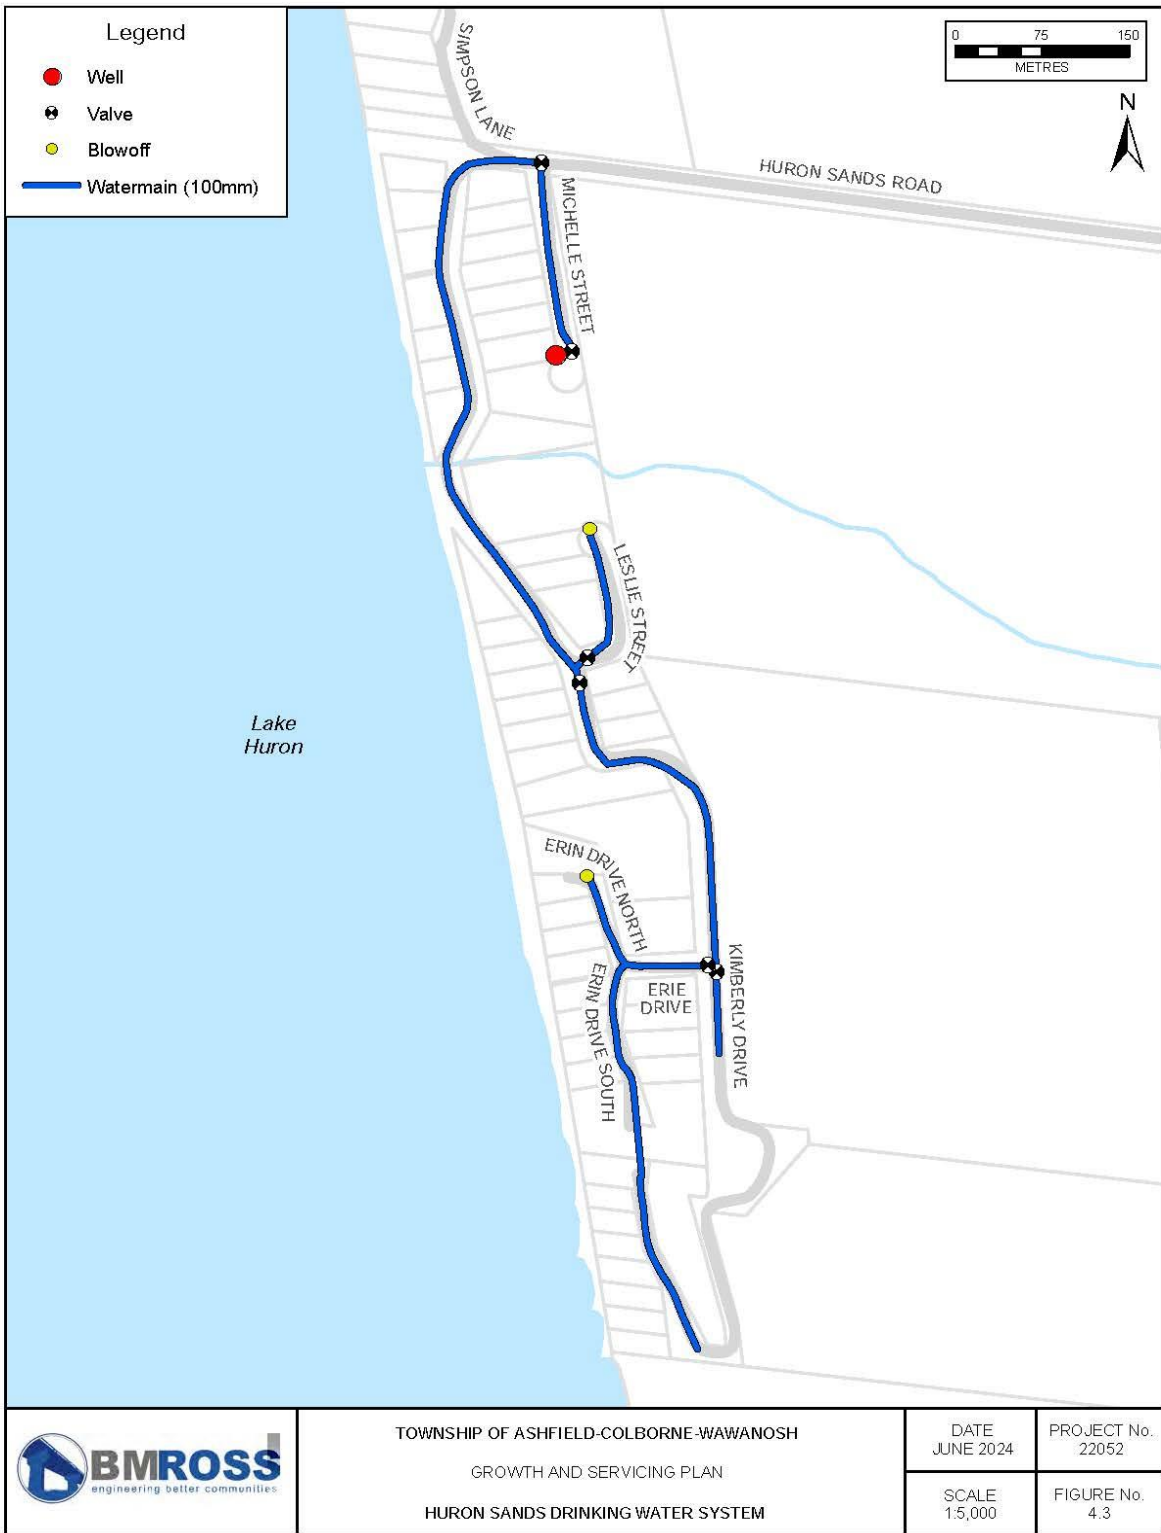 Legend
Well
Valve
Blowoff
Watermain (100mm)
0 75 150
METRES
N
SIMPSON LANE
HURON SANDS ROAD
MICHELLE STREET
LESLIE STREET
Lake
Huron
ERIN DRIVE NORTH
ERIN DRIVE SOUTH
ERIE
DRIVE
KIMBERLY DRIVE
BMROSS
engineering better communities
TOWNSHIP OF ASHFIELD-COLBORNE-WAWANOSH
GROWTH AND SERVICING PLAN
HURON SANDS DRINKING WATER SYSTEM
DATE
JUNE 2024
PROJECT No.
22052
SCALE
1:5,000
FIGURE No.
4.3